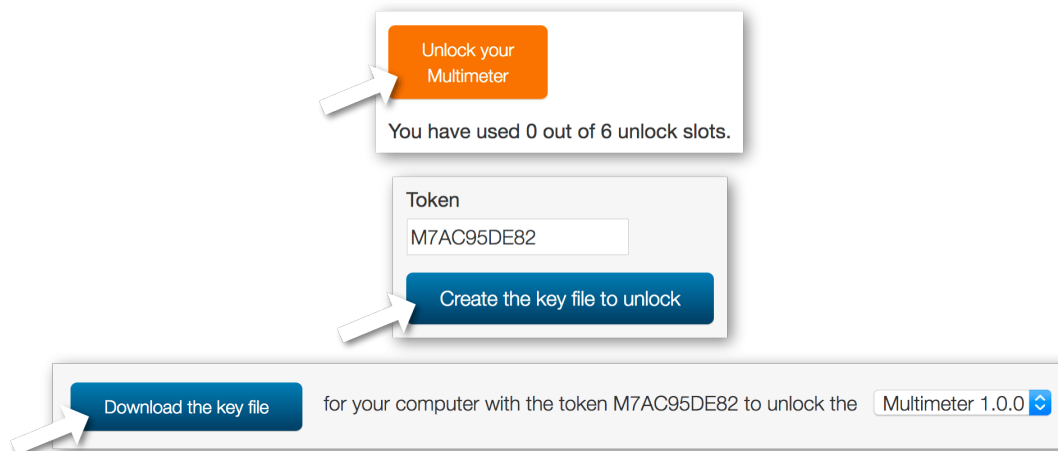 Unlock your
Multimeter
You have used 0 out of 6 unlock slots.
Token
M7AC95DE82
Create the key file to unlock
Download the key file for your computer with the token M7AC95DE82 to unlock the Multimeter 1.0.0